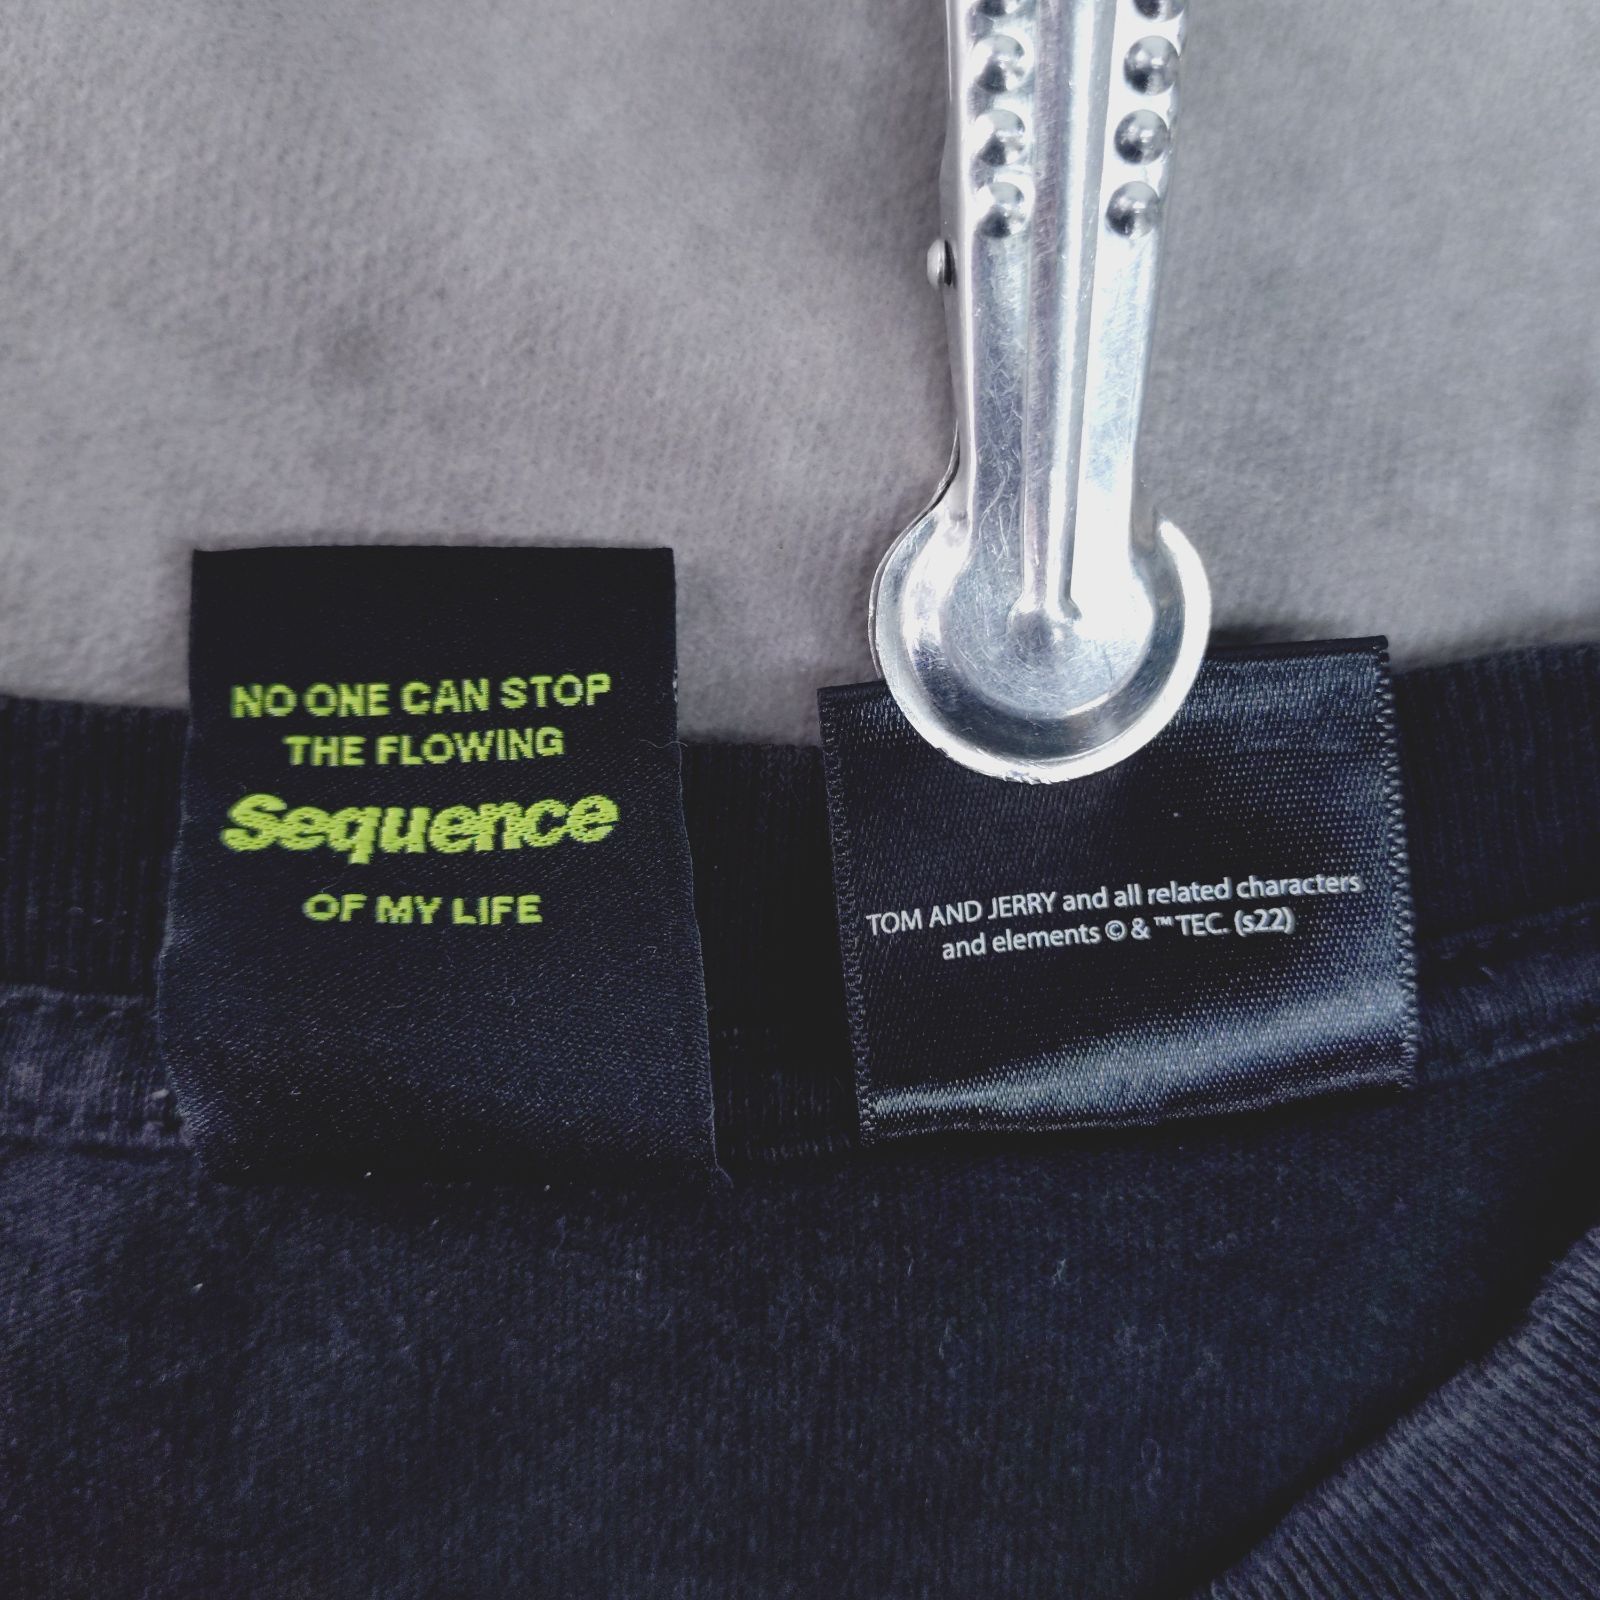 NO ONE CAN STOP
THE FLOWING
Sequence
OF MY LIFE
TOM AND JERRY and all related characters
and elements © & ™ TEC. (s22)